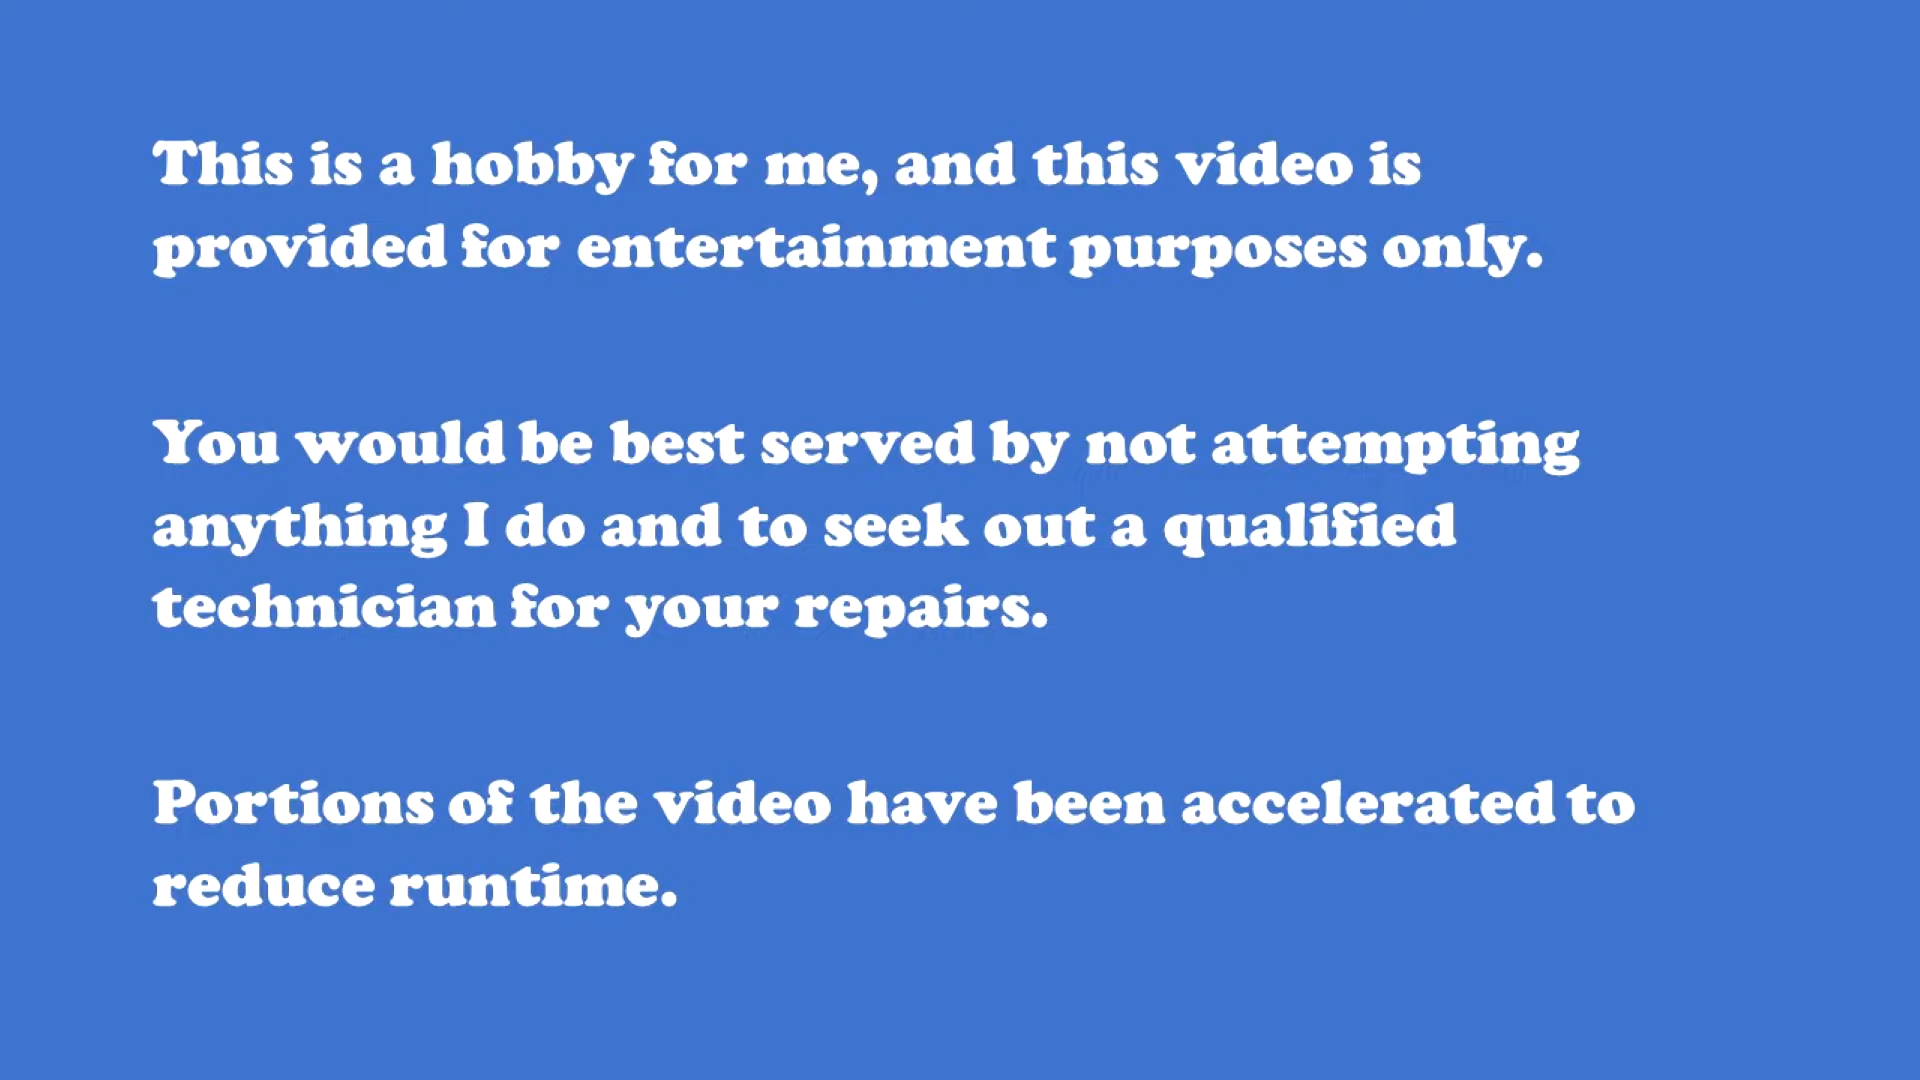 This is a hobby for me, and this video is
provided for entertainment purposes only.
You would be best served by not attempting
anything I do and to seek out a qualified
technician for your repairs.
Portions of the video have been accelerated to
reduce runtime.